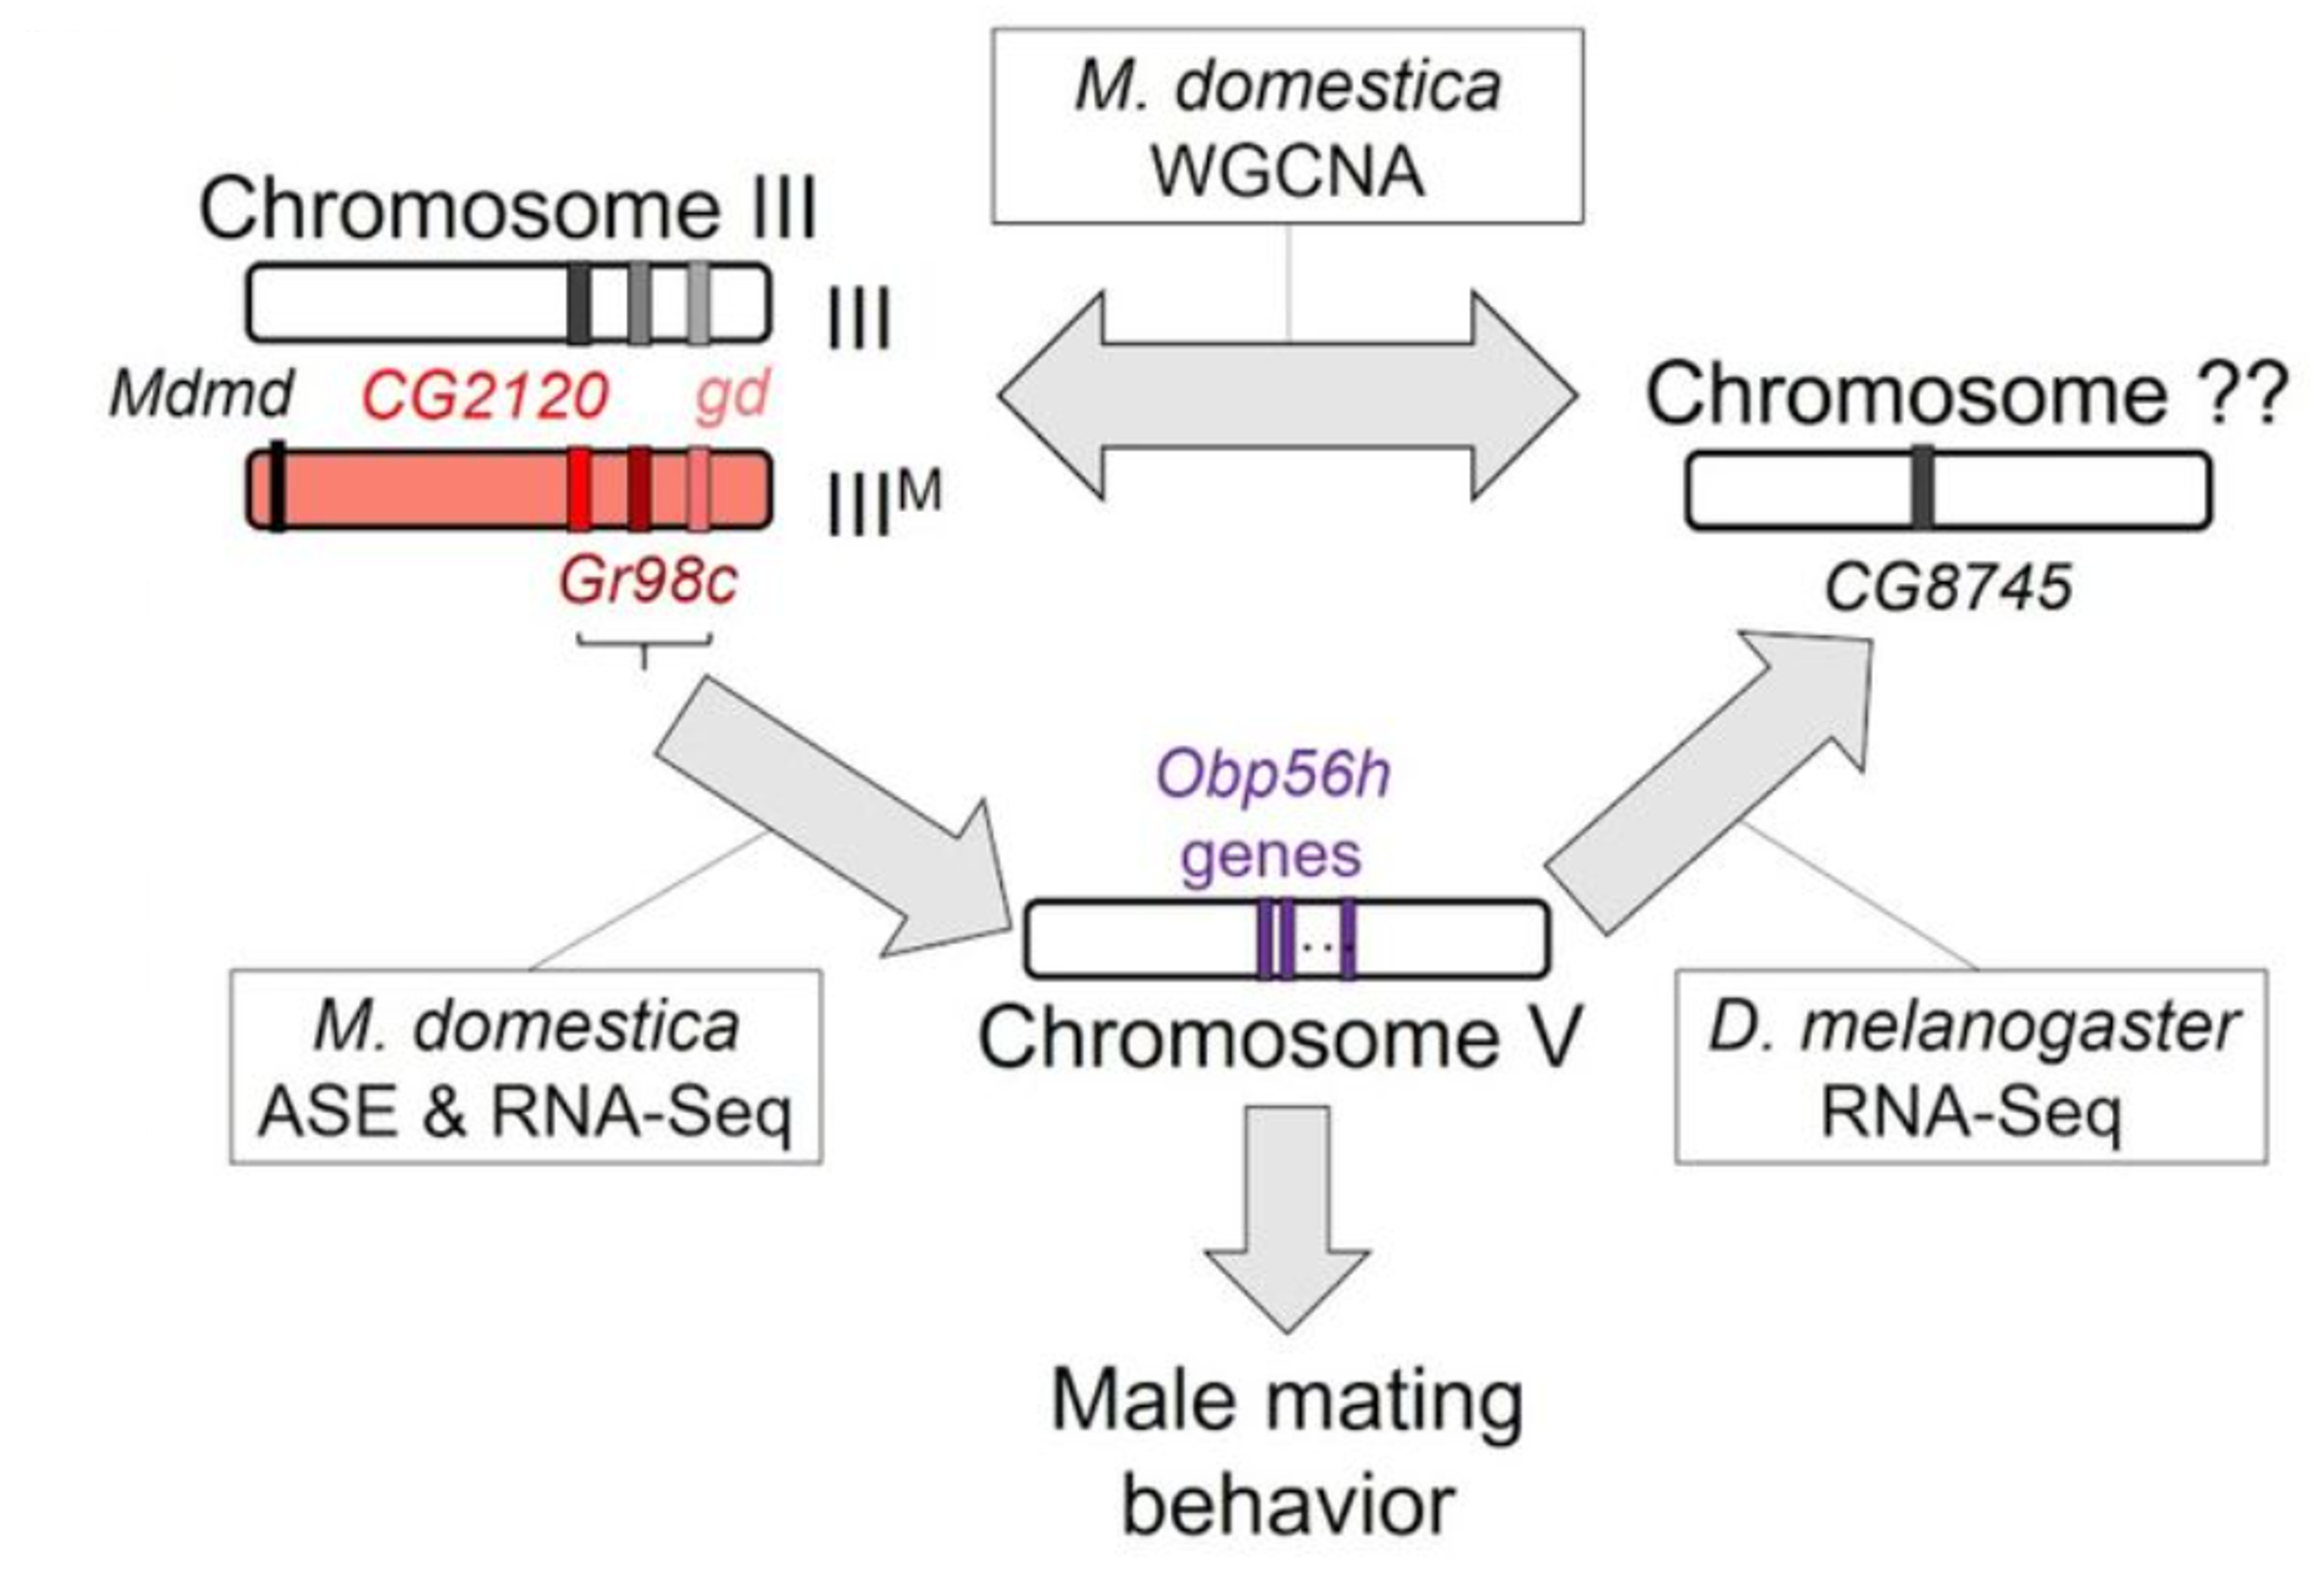 M. domestica
WGCNA
Chromosome III
III
Mdmd CG2120 gd
IIIᴹ
Gr98c
Chromosome ??
CG8745
Obp56h
genes
Chromosome V
M. domestica
ASE & RNA-Seq
D. melanogaster
RNA-Seq
Male mating
behavior